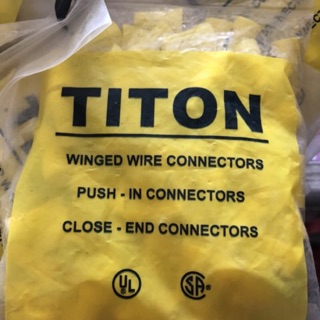 TITON
WINGED WIRE CONNECTORS
PUSH - IN CONNECTORS
CLOSE - END CONNECTORS
UL SA®